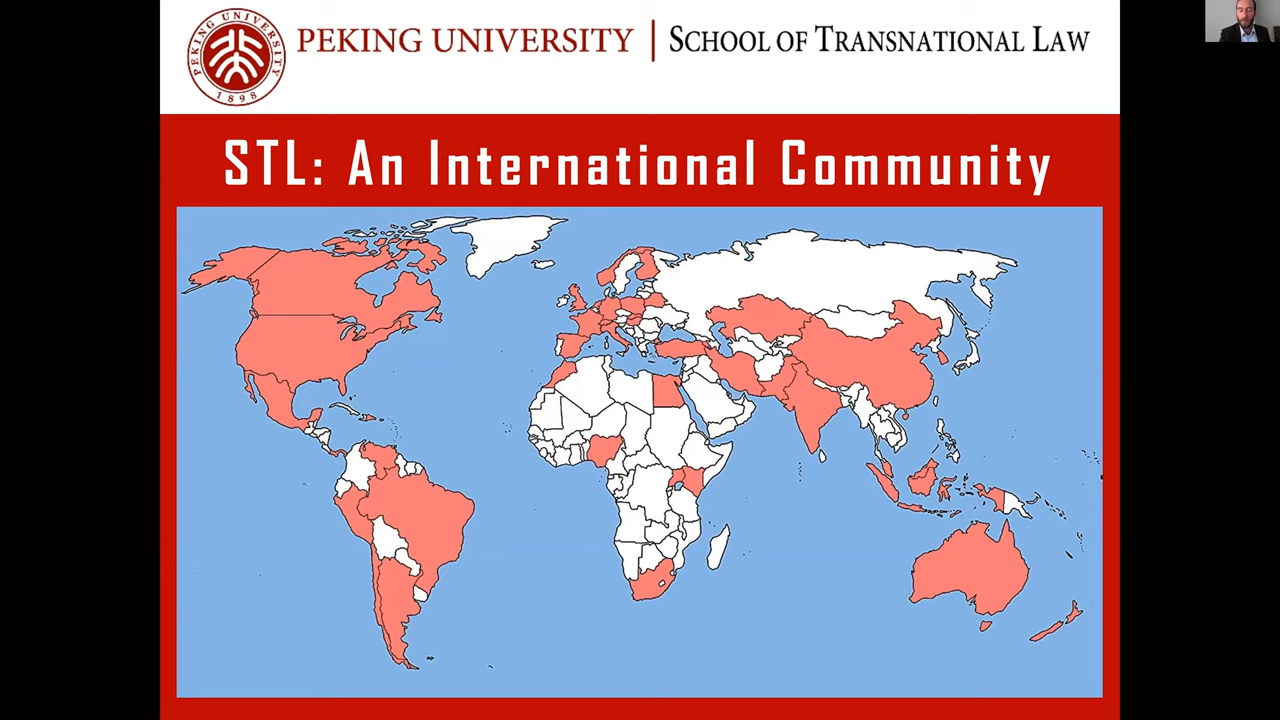 PEKING UNIVERSITY
1898
PEKING UNIVERSITY | SCHOOL OF TRANSNATIONAL LAW
STL: An International Community